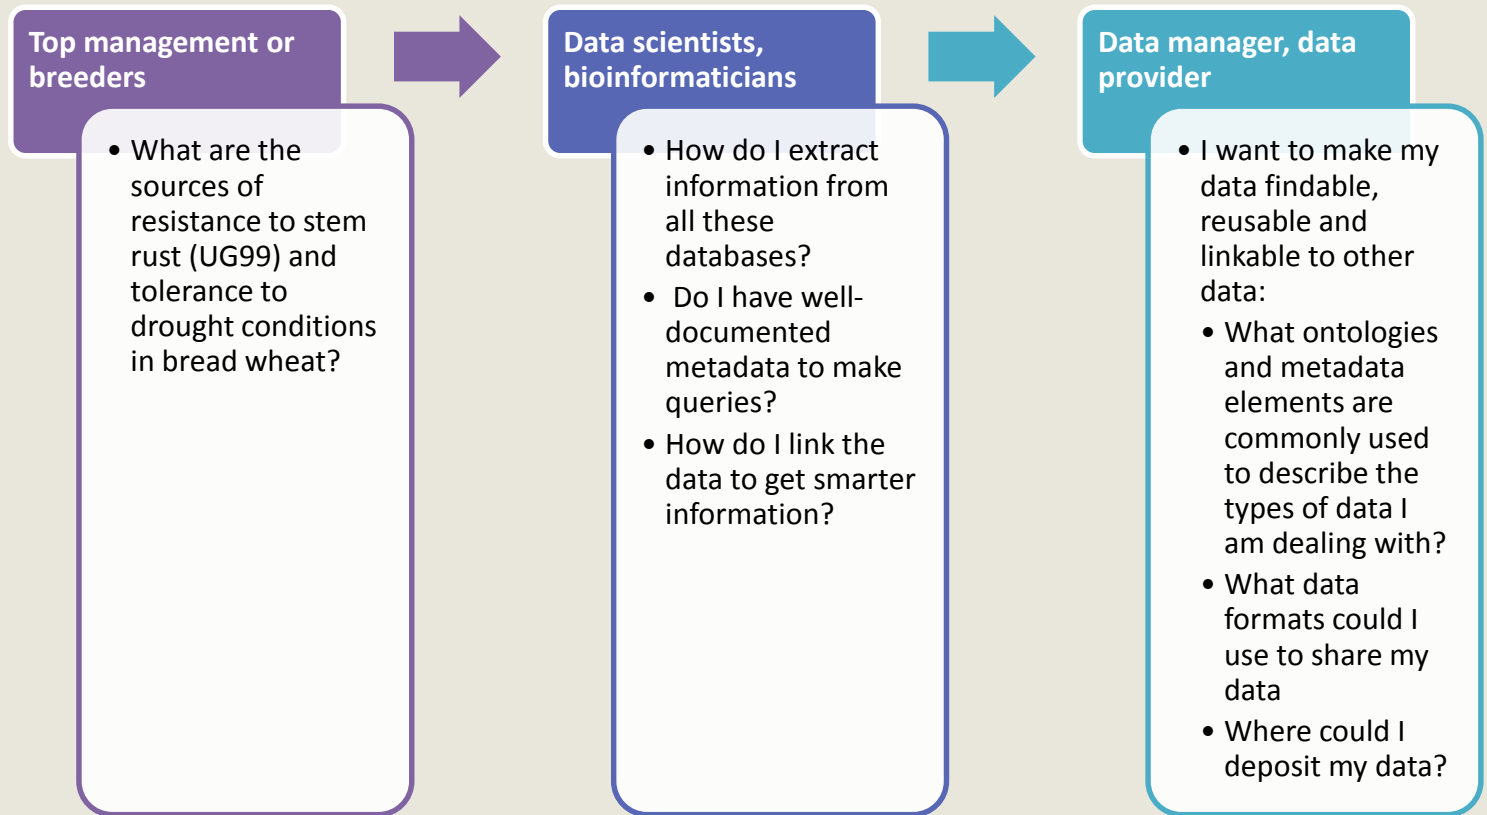 Top management or
breeders
• What are the
sources of
resistance to stem
rust (UG99) and
tolerance to
drought conditions
in bread wheat?
Data scientists,
bioinformaticians
• How do I extract
information from
all these
databases?
• Do I have well-
documented
metadata to make
queries?
• How do I link the
data to get smarter
information?
Data manager, data
provider
• I want to make my
data findable,
reusable and
linkable to other
data:
• What ontologies
and metadata
elements are
commonly used
to describe the
types of data I
am dealing with?
• What data
formats could I
use to share my
data
• Where could I
deposit my data?